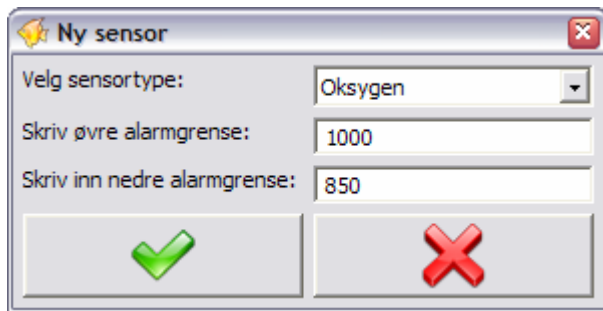 Ny sensor
Velg sensortype: Oksygen
Skriv øvre alarmgrense: 1000
Skriv inn nedre alarmgrense: 850